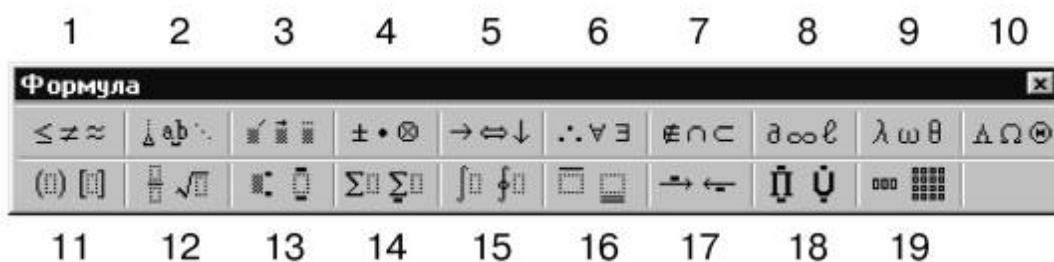 1 2 3 4 5 6 7 8 9 10
Формула
≤ ≠ ≈ a͎b ⋱ ± • ⊗ → ⇔ ↓ ∴ ∀ ∃ ∉ ∩ ⊂ ∂ ∞ ℓ λ ω θ Λ Ω Θ
(▯) [▯] √▯ Σ▯ Σ▯ ∫▯ ∮▯ Π Ụ
11 12 13 14 15 16 17 18 19